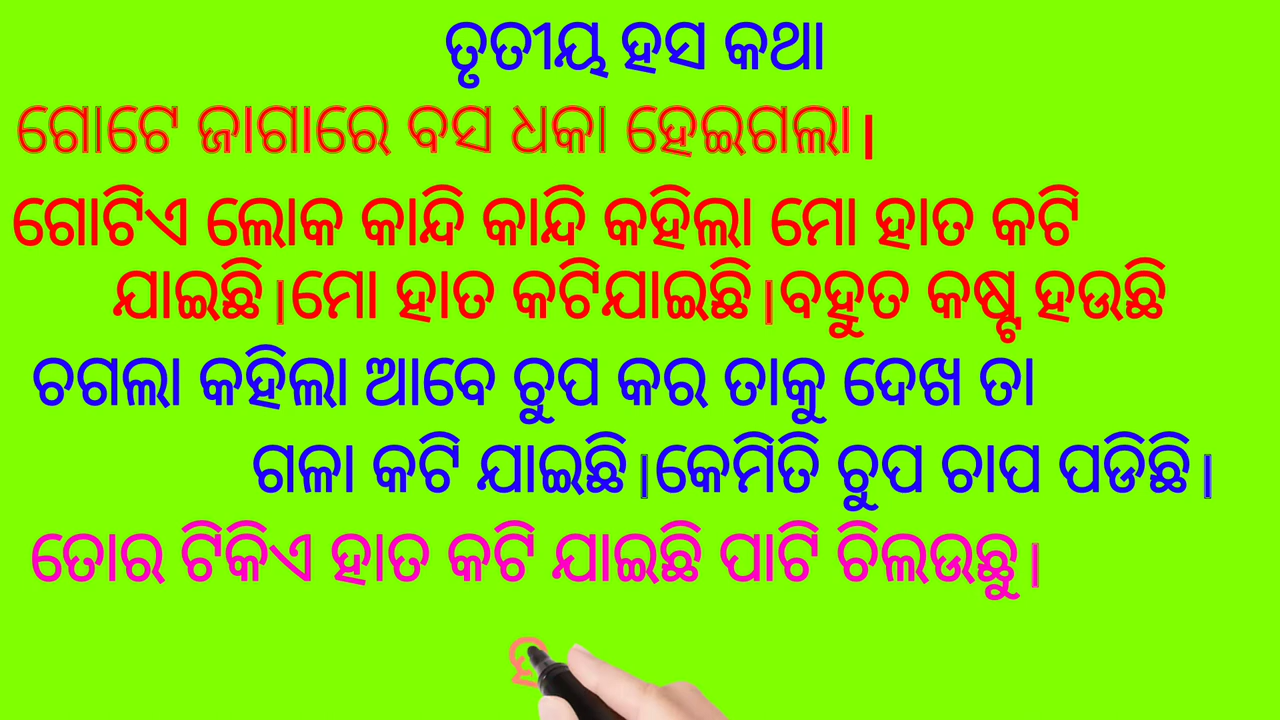 ତୃତୀୟ ହସ କଥା
ଗୋଟେ ଜାଗାରେ ବସ ଧକା ହେଇଗଲା|
ଗୋଟିଏ ଲୋକ କାନ୍ଦି କାନ୍ଦି କହିଲା ମୋ ହାତ କଟି
ଯାଇଛି|ମୋ ହାତ କଟିଯାଇଛି|ବହୁତ କଷ୍ଟ ହଉଛି
ଚଗଲା କହିଲା ଆବେ ଚୁପ କର ତାକୁ ଦେଖ ତା
ଗଳା କଟି ଯାଇଛି|କେମିତି ଚୁପ ଚାପ ପଡିଛି|
ତୋର ଟିକିଏ ହାତ କଟି ଯାଇଛି ପାଟି ଚିଲଉଛୁ|